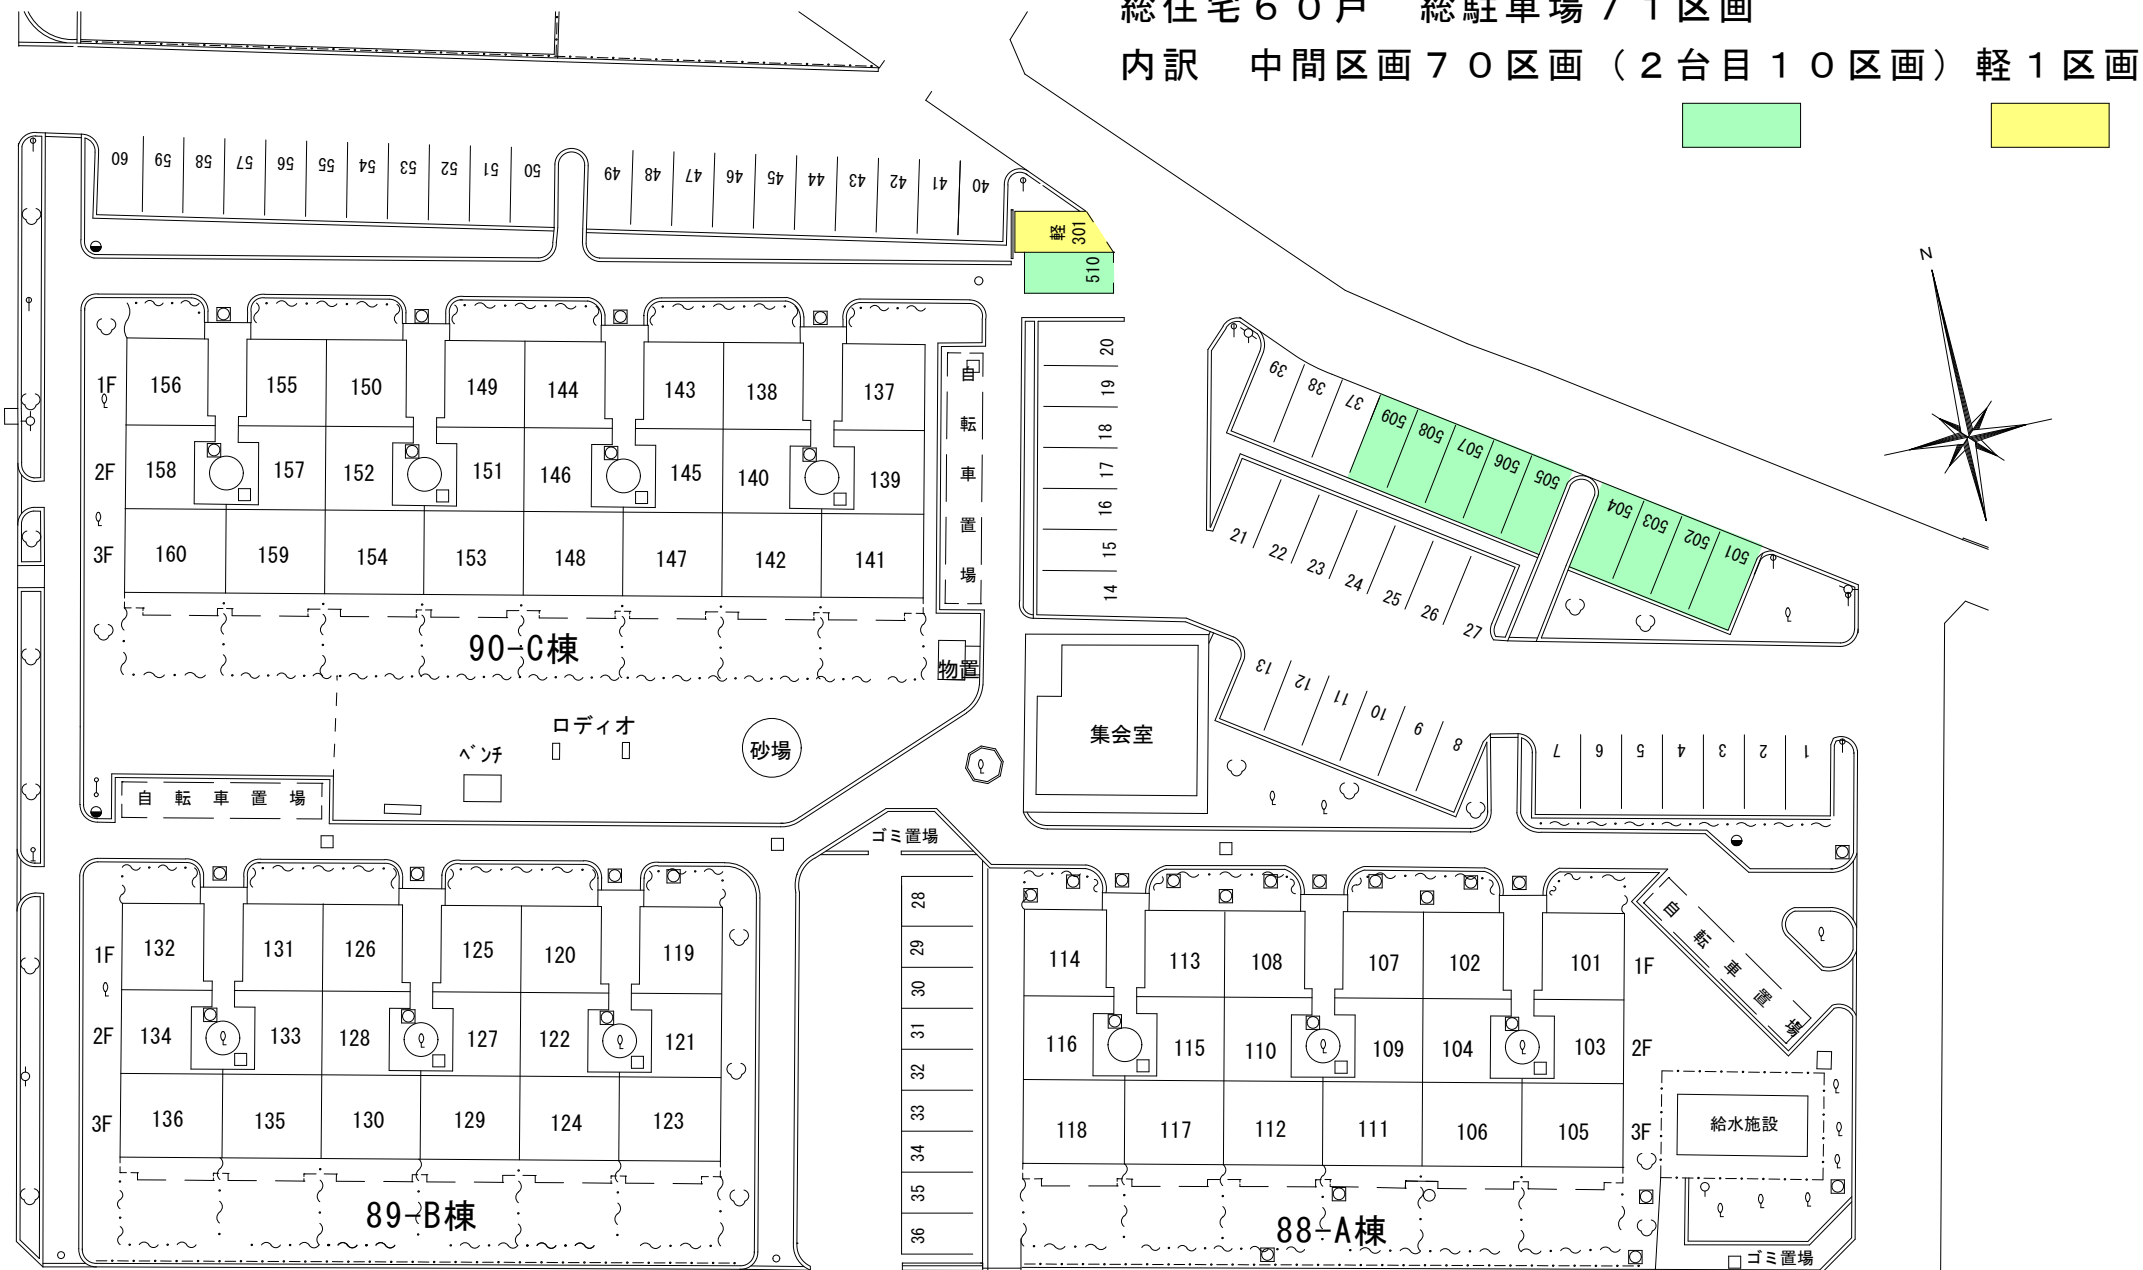 総住宅６０戸　総駐車場７１区画
内訳　中間区画７０区画（２台目１０区画）軽１区画
N
60 59 58 57 56 55 54 53 52 51 50 49 48 47 46 45 44 43 42 41 40
軽 301
510
1F 156 155 150 149 144 143 138 137
2F 158 157 152 151 146 145 140 139
3F 160 159 154 153 148 147 142 141
90-C棟
自転車置場
物置
20
19
18
17
16
15
14
39 38 37 509 508 507 506 505 504 503 502 501
21 22 23 24 25 26 27
13 12 11 10 9 8
7 6 5 4 3 2 1
集会室
ロディオ
ベンチ
砂場
自転車置場
ゴミ置場
28
29
30
31
32
33
34
35
36
1F 132 131 126 125 120 119
2F 134 133 128 127 122 121
3F 136 135 130 129 124 123
89-B棟
114 113 108 107 102 101 1F
116 115 110 109 104 103 2F
118 117 112 111 106 105 3F
88-A棟
自転車置場
給水施設
ゴミ置場